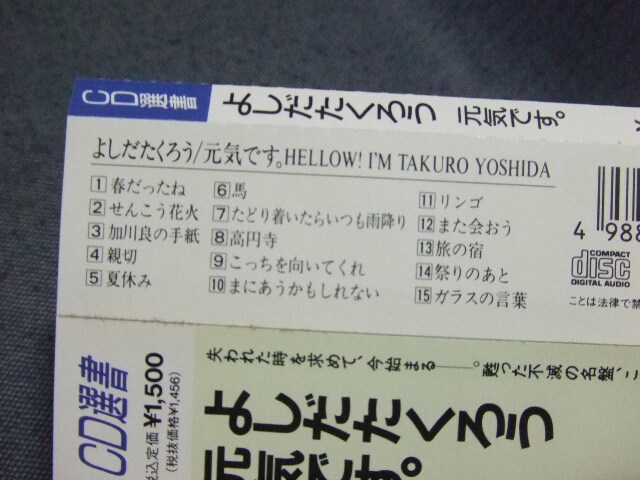 CD選書 よしだたくろう 元気です。
よしだたくろう/元気です。HELLOW! I'M TAKURO YOSHIDA
1 春だったね
2 せんこう花火
3 加川良の手紙
4 親切
5 夏休み
6 馬
7 たどり着いたらいつも雨降り
8 高円寺
9 こっちを向いてくれ
10 まにあうかもしれない
11 リンゴ
12 また会おう
13 旅の宿
14 祭りのあと
15 ガラスの言葉
4 988
COMPACT
disc
DIGITAL AUDIO
ことは法律で禁
CD選書
税込定価 ¥1,500
(税抜価格¥1,456)
失われた時を求めて、今始まる——。甦った不滅の名盤、こ
よしだたくろう
元気です。